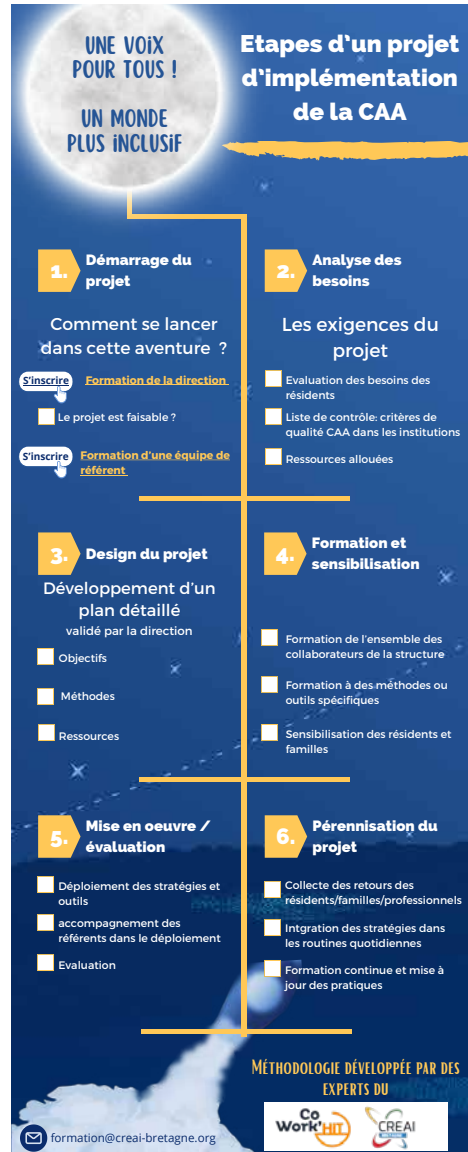 UNE VOIX
POUR TOUS !
UN MONDE
PLUS INCLUSIF
Etapes d'un projet
d'implémentation
de la CAA
1.
Démarrage du
projet
Comment se lancer
dans cette aventure ?
S'inscrire
Formation de la direction
Le projet est faisable ?
S'inscrire
Formation d'une équipe de
référent
2.
Analyse des
besoins
Les exigences du
projet
Evaluation des besoins des
résidents
Liste de contrôle: critères de
qualité CAA dans les institutions
Ressources allouées
3.
Design du projet
Développement d'un
plan détaillé
validé par la direction
Objectifs
Méthodes
Ressources
4.
Formation et
sensibilisation
Formation de l'ensemble des
collaborateurs de la structure
Formation à des méthodes ou
outils spécifiques
Sensibilisation des résidents et
familles
5.
Mise en oeuvre /
évaluation
Déploiement des stratégies et
outils
accompagnement des
référents dans le déploiement
Evaluation
6.
Pérennisation du
projet
Collecte des retours des
résidents/familles/professionnels
Intgration des stratégies dans
les routines quotidiennes
Formation continue et mise à
jour des pratiques
Méthodologie développée par des
experts du
Co
Work'HIT
CREAI
BRETAGNE
formation@creai-bretagne.org